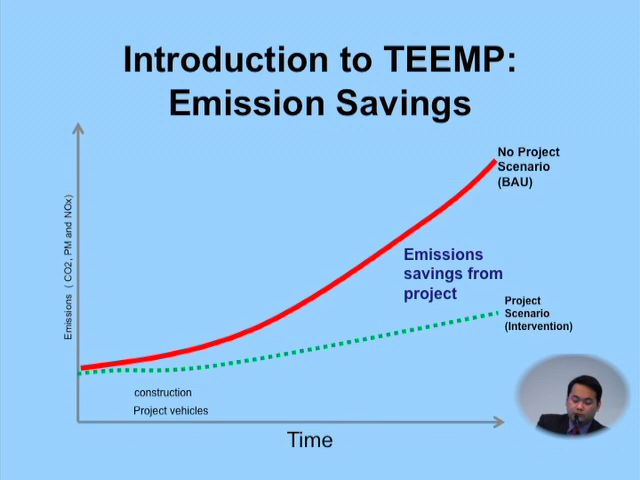 Introduction to TEEMP:
Emission Savings
No Project
Scenario
(BAU)
Emissions ( CO2, PM and NOx)
Emissions
savings from
project
Project
Scenario
(Intervention)
construction
Project vehicles
Time